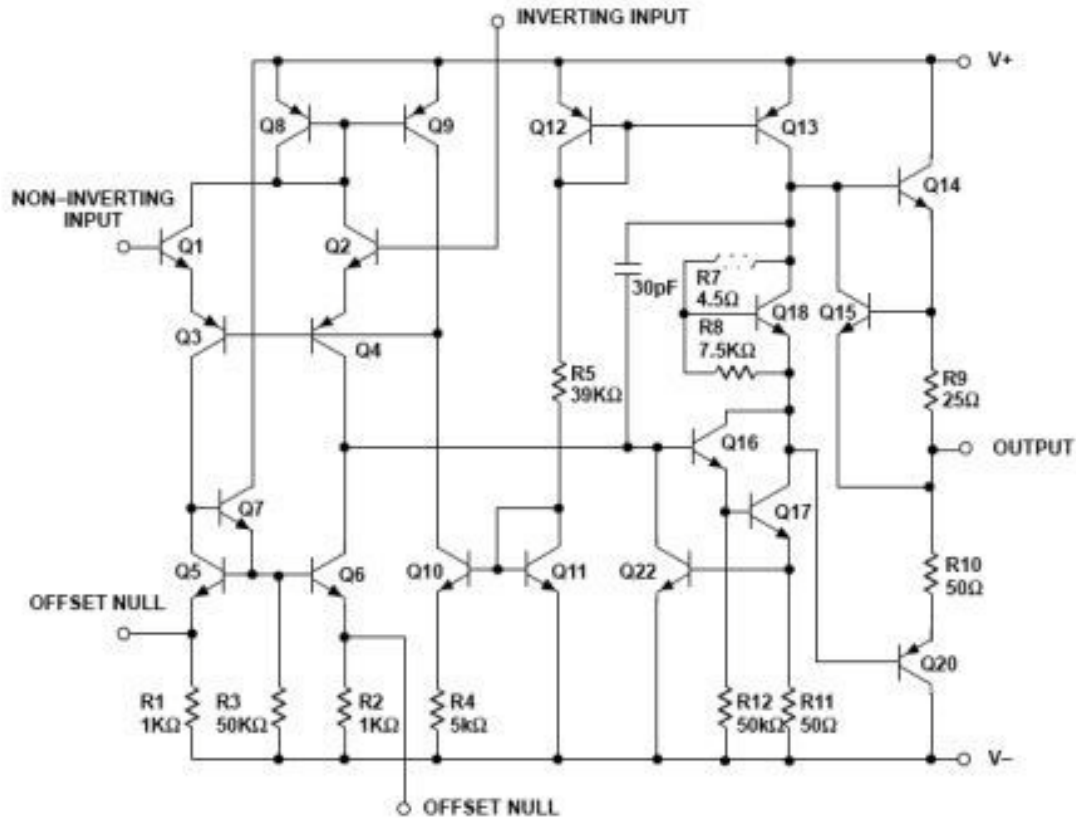 INVERTING INPUT
V+
Q8
Q9
Q12
Q13
Q14
NON–INVERTING
INPUT
Q1
Q2
Q3
Q4
30pF
R7
4.5Ω
Q18
Q15
R8
7.5KΩ
R5
39KΩ
R9
25Ω
Q16
OUTPUT
Q7
Q17
Q5
Q6
Q10
Q11
Q22
R10
50Ω
OFFSET NULL
Q20
R1
1KΩ
R3
50KΩ
R2
1KΩ
R4
5kΩ
R12
50kΩ
R11
50Ω
V–
OFFSET NULL